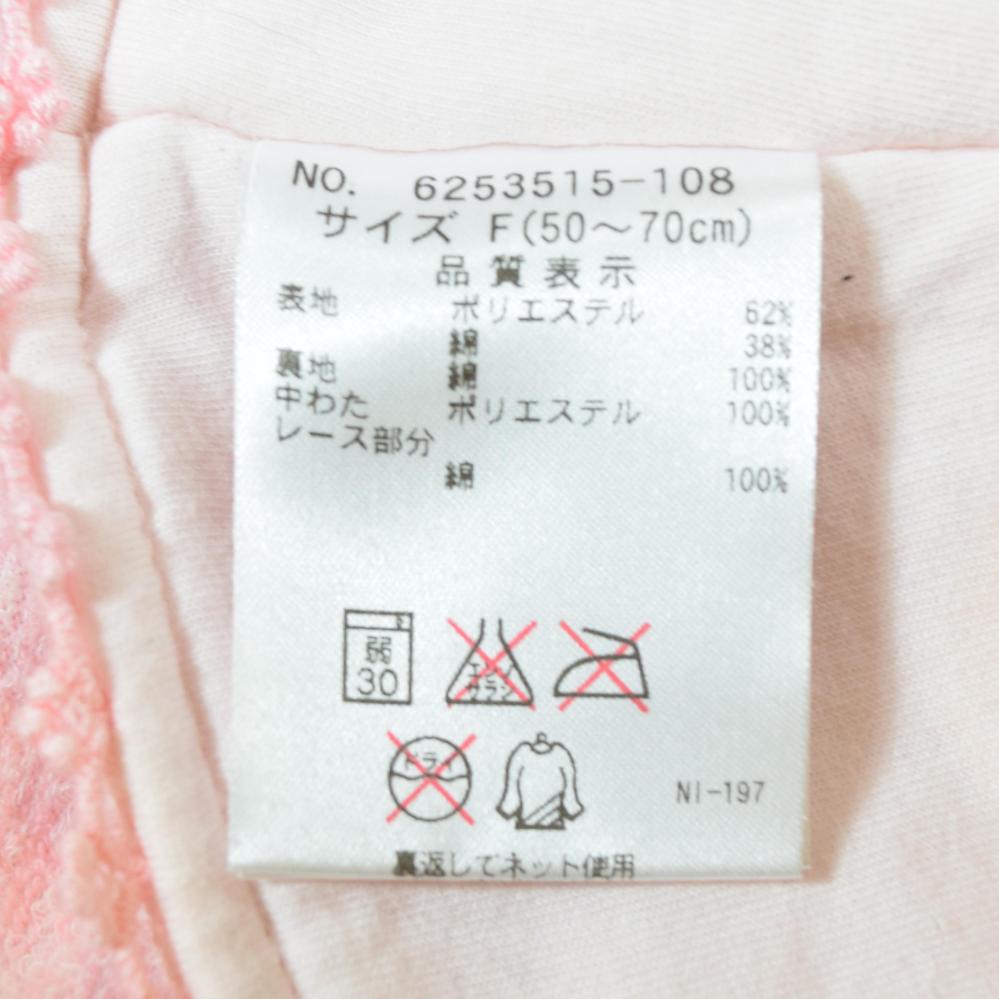 NO. 6253515-108
サイズ F(50〜70cm)
品質表示
表地 ポリエステル 62%
綿 38%
裏地 綿 100%
中わた ポリエステル 100%
レース部分
綿 100%
弱
30
エンソ
サラシ
ドライ
NI-197
裏返してネット使用